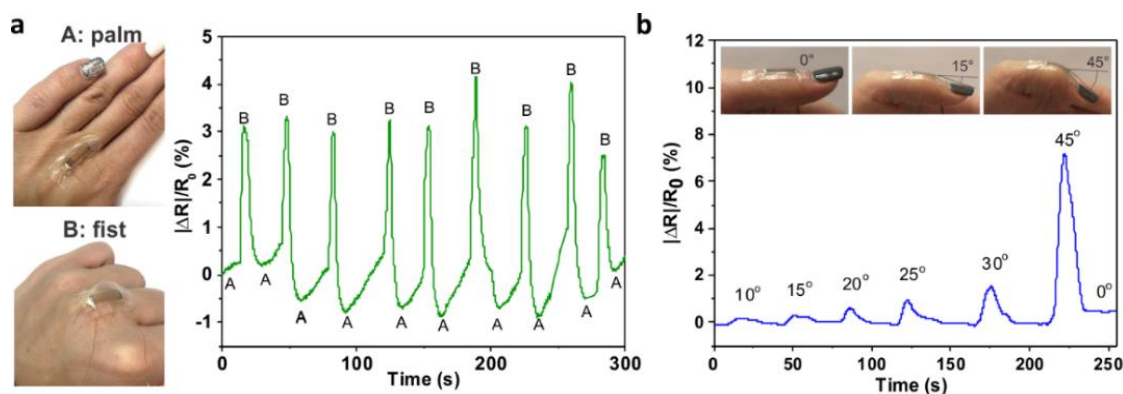 a
A: palm
B: fist
|ΔR|/R₀ (%)
5
4
3
2
1
0
-1
B B B B B B B B B
A A A A A A A A A A
0 100 200 300
Time (s)
b
|ΔR|/R₀ (%)
12
10
8
6
4
2
0
0° 15° 45°
10° 15° 20° 25° 30° 45° 0°
0 50 100 150 200 250
Time (s)